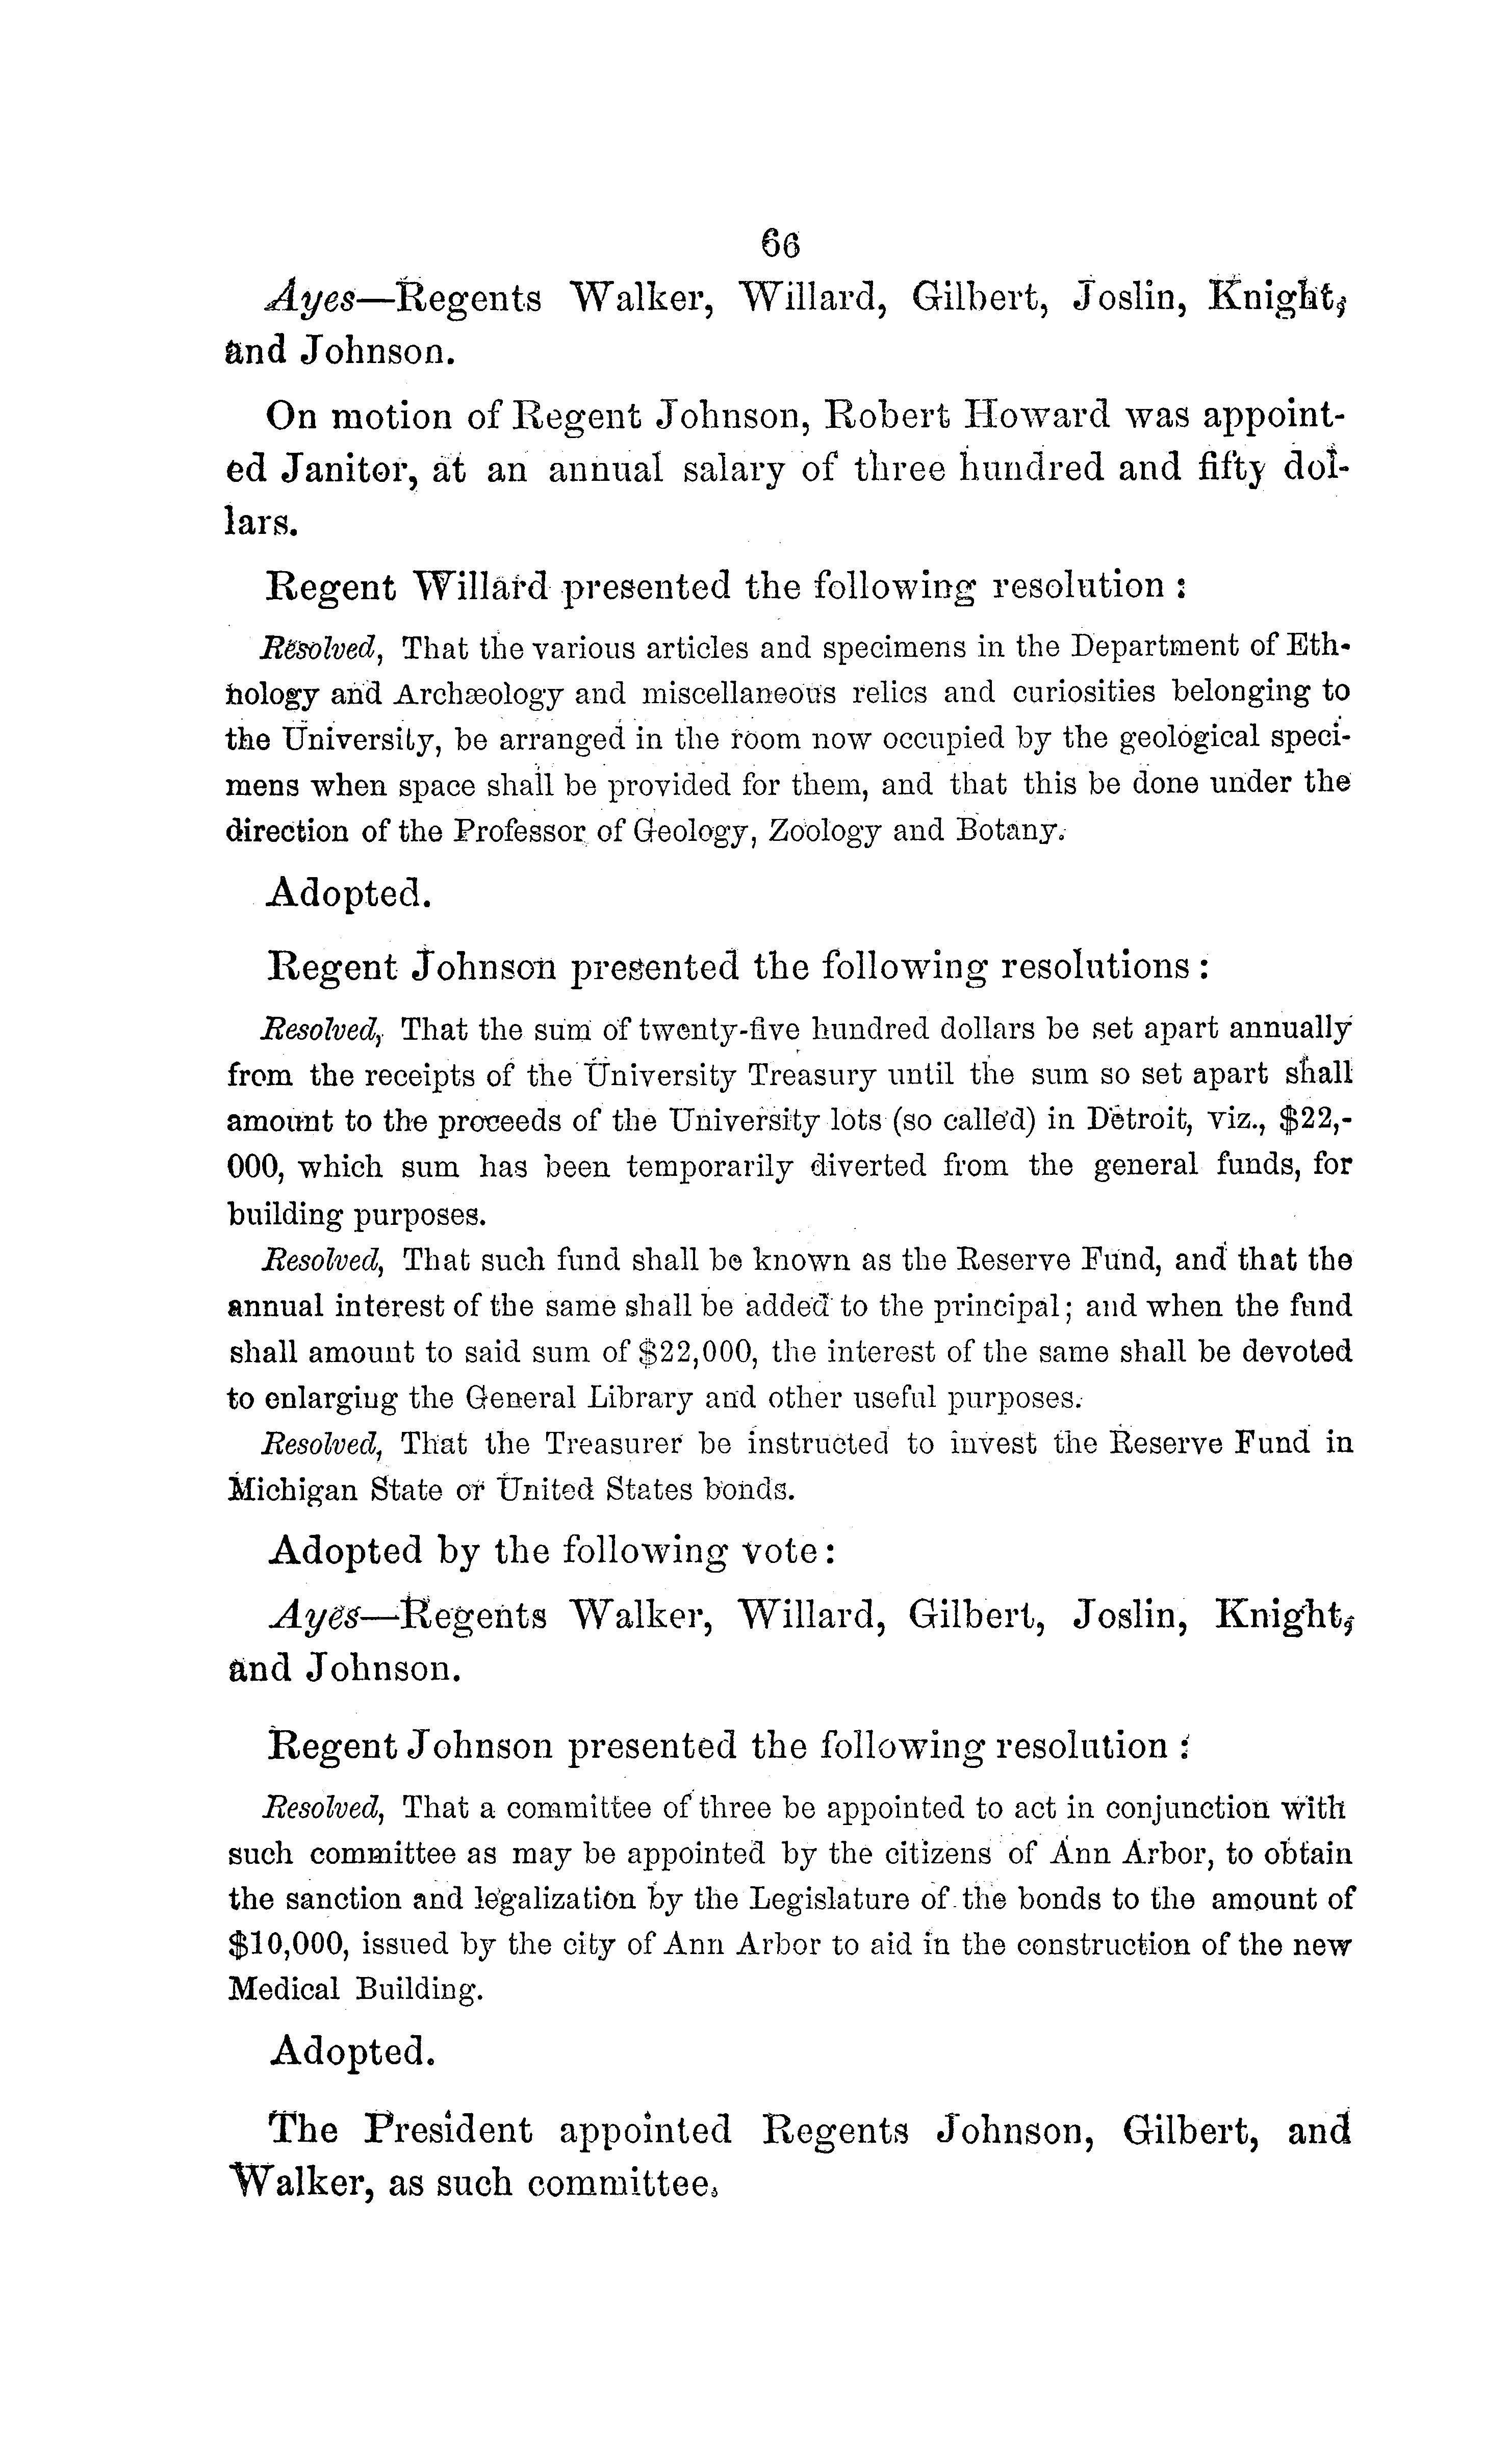 66
Ayes—Regents Walker, Willard, Gilbert, Joslin, Knight,
and Johnson.
On motion of Regent Johnson, Robert Howard was appoint-
ed Janitor, at an annual salary of three hundred and fifty dol-
lars.
Regent Willard presented the following resolution :
Resolved, That the various articles and specimens in the Department of Eth-
nology and Archæology and miscellaneous relics and curiosities belonging to
the University, be arranged in the room now occupied by the geological speci-
mens when space shall be provided for them, and that this be done under the
direction of the Professor of Geology, Zoology and Botany.
Adopted.
Regent Johnson presented the following resolutions :
Resolved, That the sum of twenty-five hundred dollars be set apart annually
from the receipts of the University Treasury until the sum so set apart shall
amount to the proceeds of the University lots (so called) in Detroit, viz., $22,-
000, which sum has been temporarily diverted from the general funds, for
building purposes.
Resolved, That such fund shall be known as the Reserve Fund, and that the
annual interest of the same shall be added to the principal; and when the fund
shall amount to said sum of $22,000, the interest of the same shall be devoted
to enlarging the General Library and other useful purposes.
Resolved, That the Treasurer be instructed to invest the Reserve Fund in
Michigan State or United States bonds.
Adopted by the following vote :
Ayes—Regents Walker, Willard, Gilbert, Joslin, Knight,
and Johnson.
Regent Johnson presented the following resolution :
Resolved, That a committee of three be appointed to act in conjunction with
such committee as may be appointed by the citizens of Ann Arbor, to obtain
the sanction and legalization by the Legislature of the bonds to the amount of
$10,000, issued by the city of Ann Arbor to aid in the construction of the new
Medical Building.
Adopted.
The President appointed Regents Johnson, Gilbert, and
Walker, as such committee.